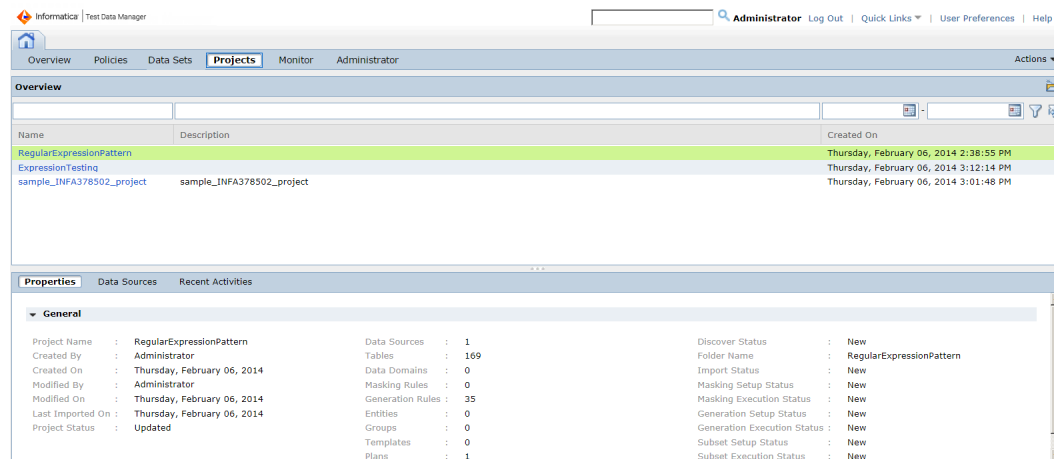 Informatica Test Data Manager
Administrator Log Out | Quick Links | User Preferences | Help
Overview Policies Data Sets Projects Monitor Administrator Actions
Overview
-
Name Description Created On
RegularExpressionPattern Thursday, February 06, 2014 2:38:55 PM
ExpressionTesting Thursday, February 06, 2014 3:12:14 PM
sample_INFA378502_project sample_INFA378502_project Thursday, February 06, 2014 3:01:48 PM
Properties Data Sources Recent Activities
General
Project Name : RegularExpressionPattern Data Sources : 1 Discover Status : New
Created By : Administrator Tables : 169 Folder Name : RegularExpressionPattern
Created On : Thursday, February 06, 2014 Data Domains : 0 Import Status : New
Modified By : Administrator Masking Rules : 0 Masking Setup Status : New
Modified On : Thursday, February 06, 2014 Generation Rules : 35 Masking Execution Status : New
Last Imported On : Thursday, February 06, 2014 Entities : 0 Generation Setup Status : New
Project Status : Updated Groups : 0 Generation Execution Status : New
Templates : 0 Subset Setup Status : New
Plans : 1 Subset Execution Status : New